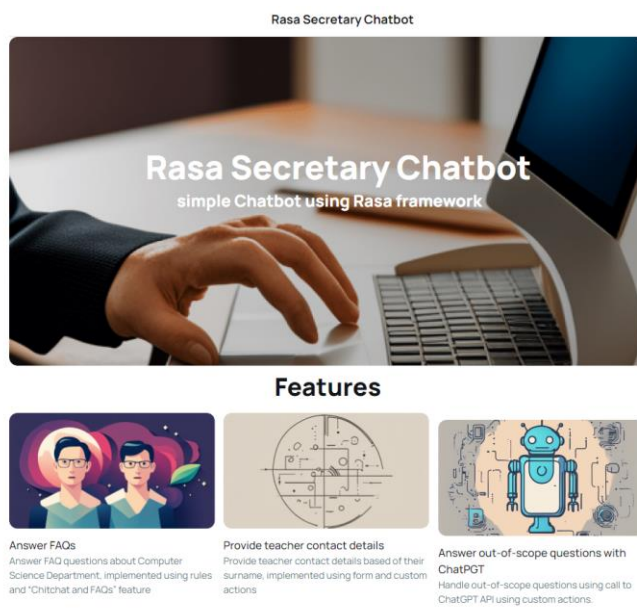 Rasa Secretary Chatbot
Rasa Secretary Chatbot
simple Chatbot using Rasa framework
Features
Answer FAQs
Answer FAQ questions about Computer
Science Department, implemented using rules
and "Chitchat and FAQs" feature
Provide teacher contact details
Provide teacher contact details based of their
surname, implemented using form and custom
actions
Answer out-of-scope questions with
ChatPGT
Handle out-of-scope questions using call to
ChatGPT API using custom actions.